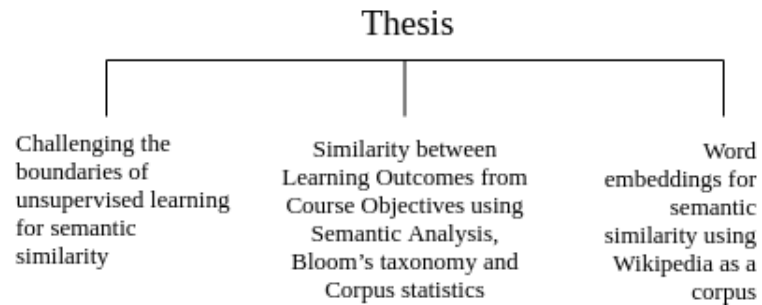 Thesis
Challenging the
boundaries of
unsupervised learning
for semantic
similarity
Similarity between
Learning Outcomes from
Course Objectives using
Semantic Analysis,
Bloom’s taxonomy and
Corpus statistics
Word
embeddings for
semantic
similarity using
Wikipedia as a
corpus